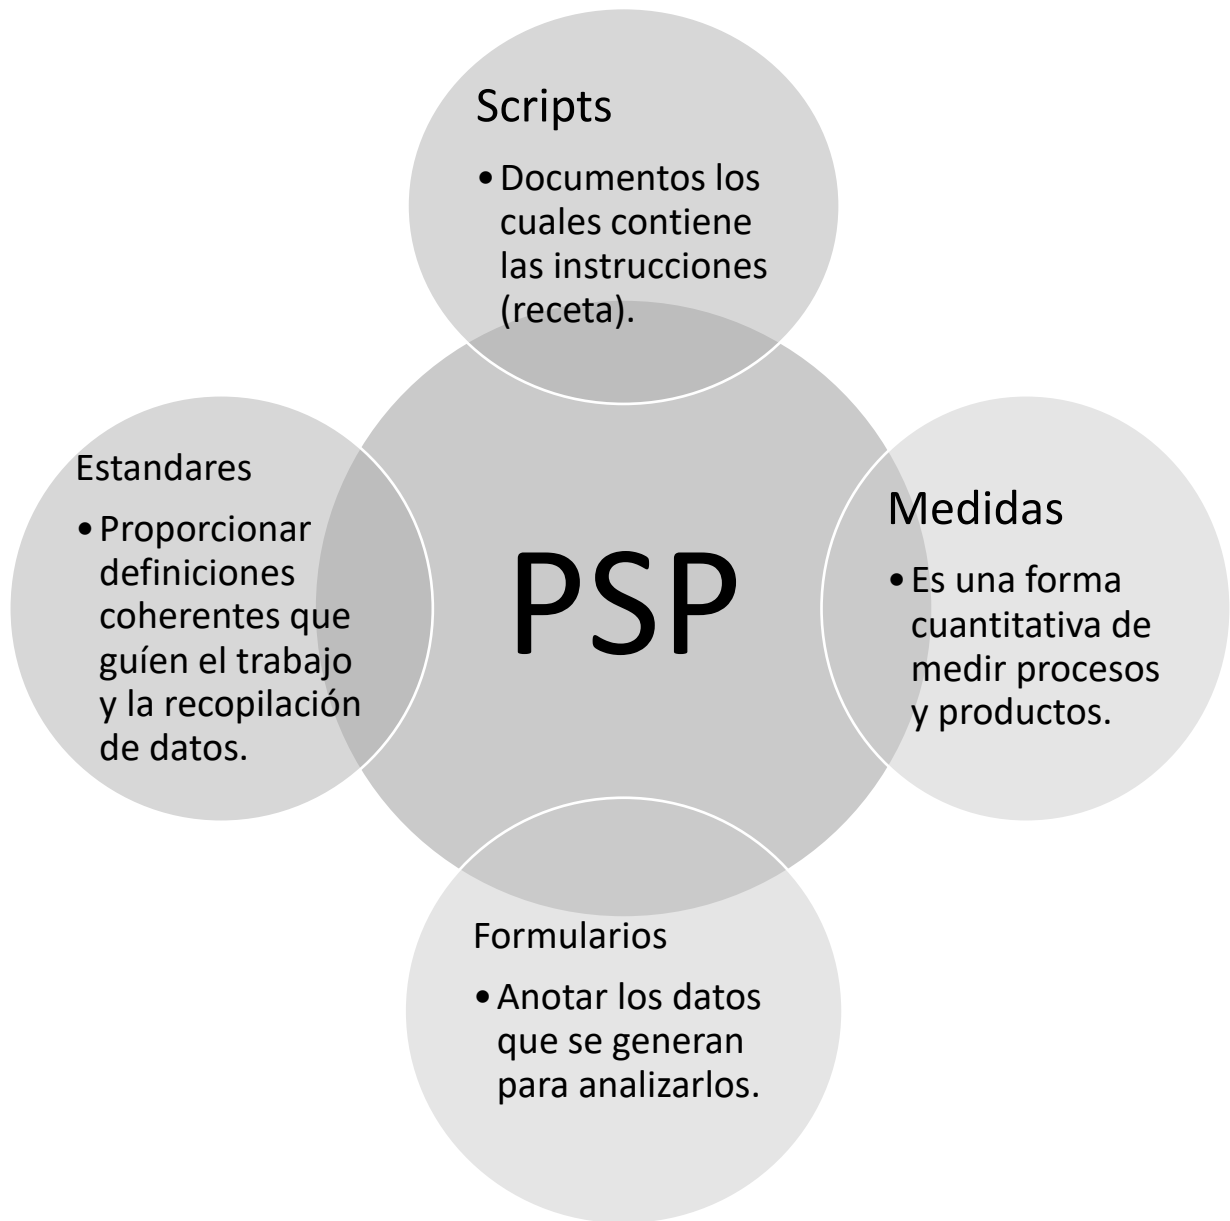 Scripts
• Documentos los
cuales contiene
las instrucciones
(receta).
Estandares
• Proporcionar
definiciones
coherentes que
guíen el trabajo
y la recopilación
de datos.
PSP
Medidas
• Es una forma
cuantitativa de
medir procesos
y productos.
Formularios
• Anotar los datos
que se generan
para analizarlos.